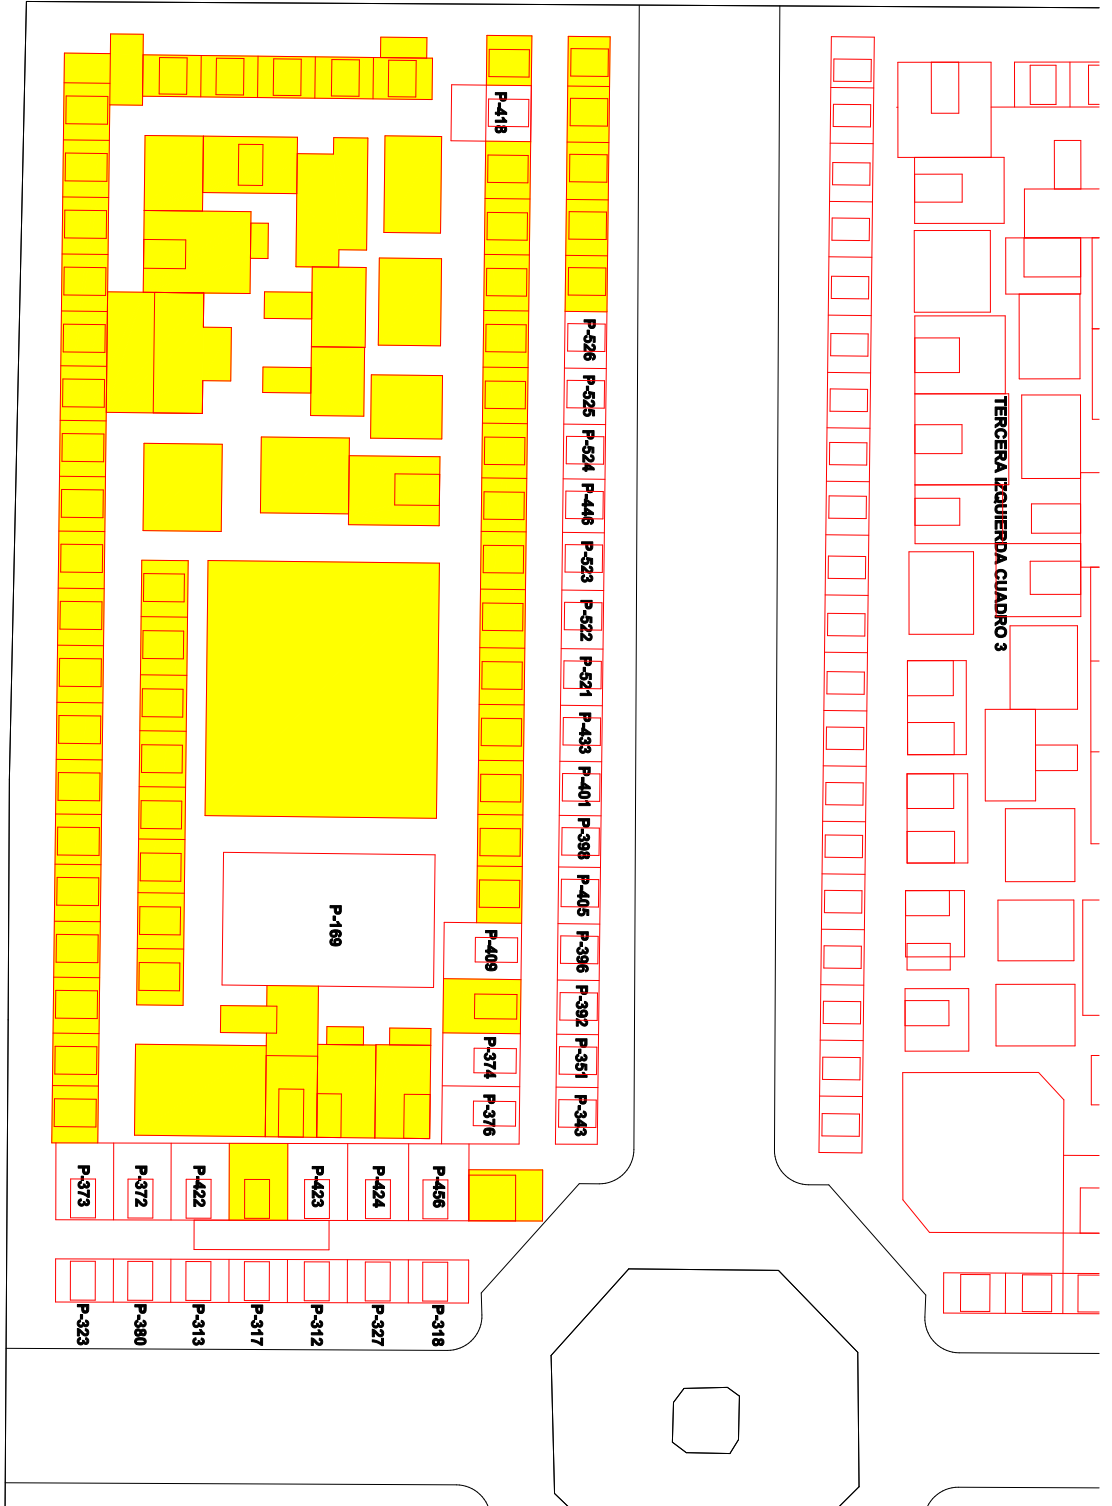 P-418
P-526
P-525
P-524
P-446
P-523
P-522
P-521
P-433
P-401
P-398
P-405
P-396
P-392
P-351
P-343
TERCERA IZQUIERDA CUADRO 3
P-169
P-409
P-374
P-376
P-373
P-372
P-422
P-423
P-424
P-456
P-323
P-380
P-313
P-317
P-312
P-327
P-318